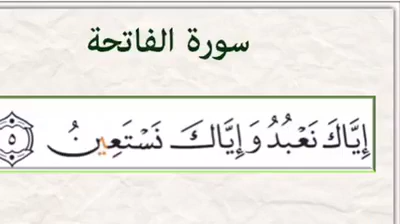 سورة الفاتحة
إِيَّاكَ نَعْبُدُ وَإِيَّاكَ نَسْتَعِينُ ٥